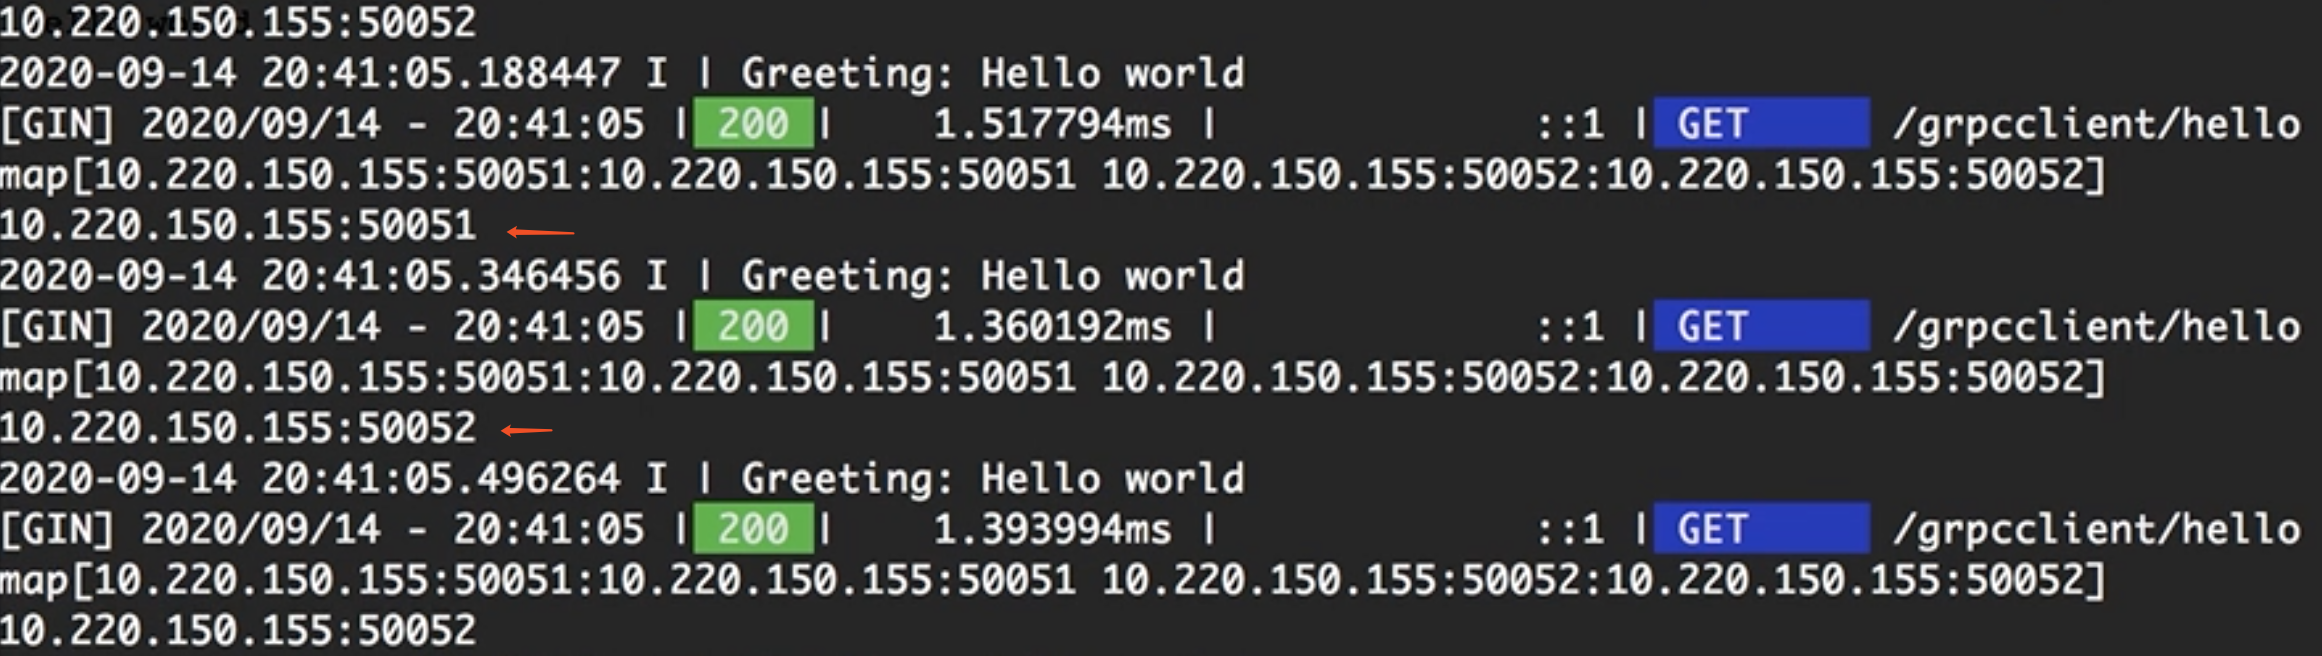 10.220.150.155:50052
2020-09-14 20:41:05.188447 I | Greeting: Hello world
[GIN] 2020/09/14 - 20:41:05 | 200 | 1.517794ms | ::1 | GET /grpcclient/hello
map[10.220.150.155:50051:10.220.150.155:50051 10.220.150.155:50052:10.220.150.155:50052]
10.220.150.155:50051
2020-09-14 20:41:05.346456 I | Greeting: Hello world
[GIN] 2020/09/14 - 20:41:05 | 200 | 1.360192ms | ::1 | GET /grpcclient/hello
map[10.220.150.155:50051:10.220.150.155:50051 10.220.150.155:50052:10.220.150.155:50052]
10.220.150.155:50052
2020-09-14 20:41:05.496264 I | Greeting: Hello world
[GIN] 2020/09/14 - 20:41:05 | 200 | 1.393994ms | ::1 | GET /grpcclient/hello
map[10.220.150.155:50051:10.220.150.155:50051 10.220.150.155:50052:10.220.150.155:50052]
10.220.150.155:50052